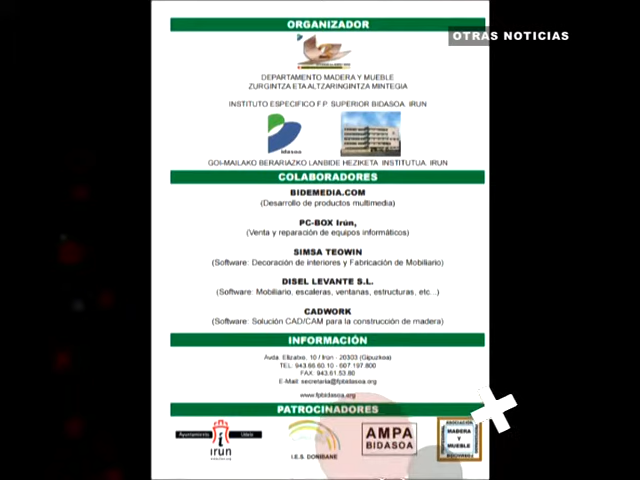 OTRAS NOTICIAS
ORGANIZADOR
DEPARTAMENTO MADERA Y MUEBLE
ZURGINTZA ETA ALTZARINGINTZA MINTEGIA
INSTITUTO ESPECIFICO F.P. SUPERIOR BIDASOA IRUN
bidasoa
GOI-MAILAKO BERARIAZKO LANBIDE HEZIKETA INSTITUTUA IRUN
COLABORADORES
BIDEMEDIA.COM
(Desarrollo de productos multimedia)
PC-BOX Irún,
(Venta y reparación de equipos informáticos)
SIMSA TEOWIN
(Software: Decoración de interiores y Fabricación de Mobiliario)
DISEL LEVANTE S.L.
(Software: Mobiliario, escaleras, ventanas, estructuras, etc...)
CADWORK
(Software: Solución CAD/CAM para la construcción de madera)
INFORMACIÓN
Avda. Elizatxo, 10 / Irún - 20303 (Gipuzkoa)
TEL: 943.66.60.10 - 607.197.800
FAX: 943.61.53.80
E-Mail: secretaria@fpbidasoa.org
www.fpbidasoa.org
PATROCINADORES
Ayuntamiento Udala
irun
I.E.S. DONIBANE
AMPA
BIDASOA
ASOCIACIÓN
MADERA
Y
MUEBLE